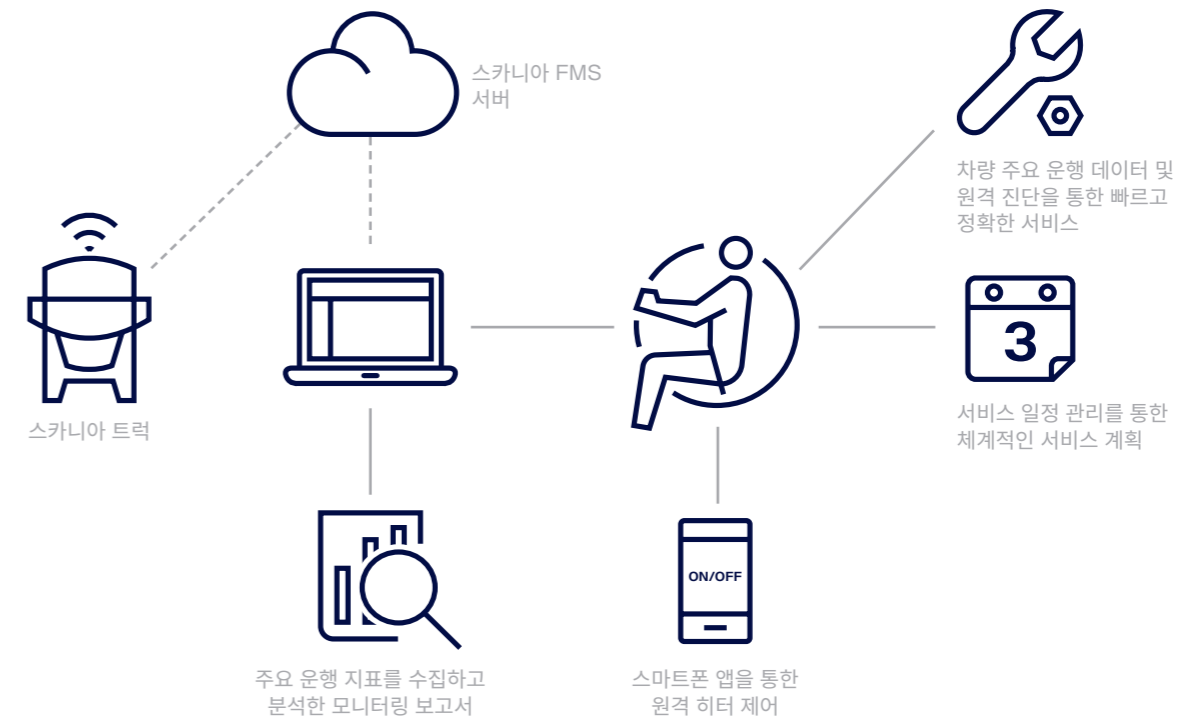 스카니아 FMS
서버
차량 주요 운행 데이터 및
원격 진단을 통한 빠르고
정확한 서비스
3
스카니아 트럭
서비스 일정 관리를 통한
체계적인 서비스 계획
ON/OFF
주요 운행 지표를 수집하고
분석한 모니터링 보고서
스마트폰 앱을 통한
원격 히터 제어